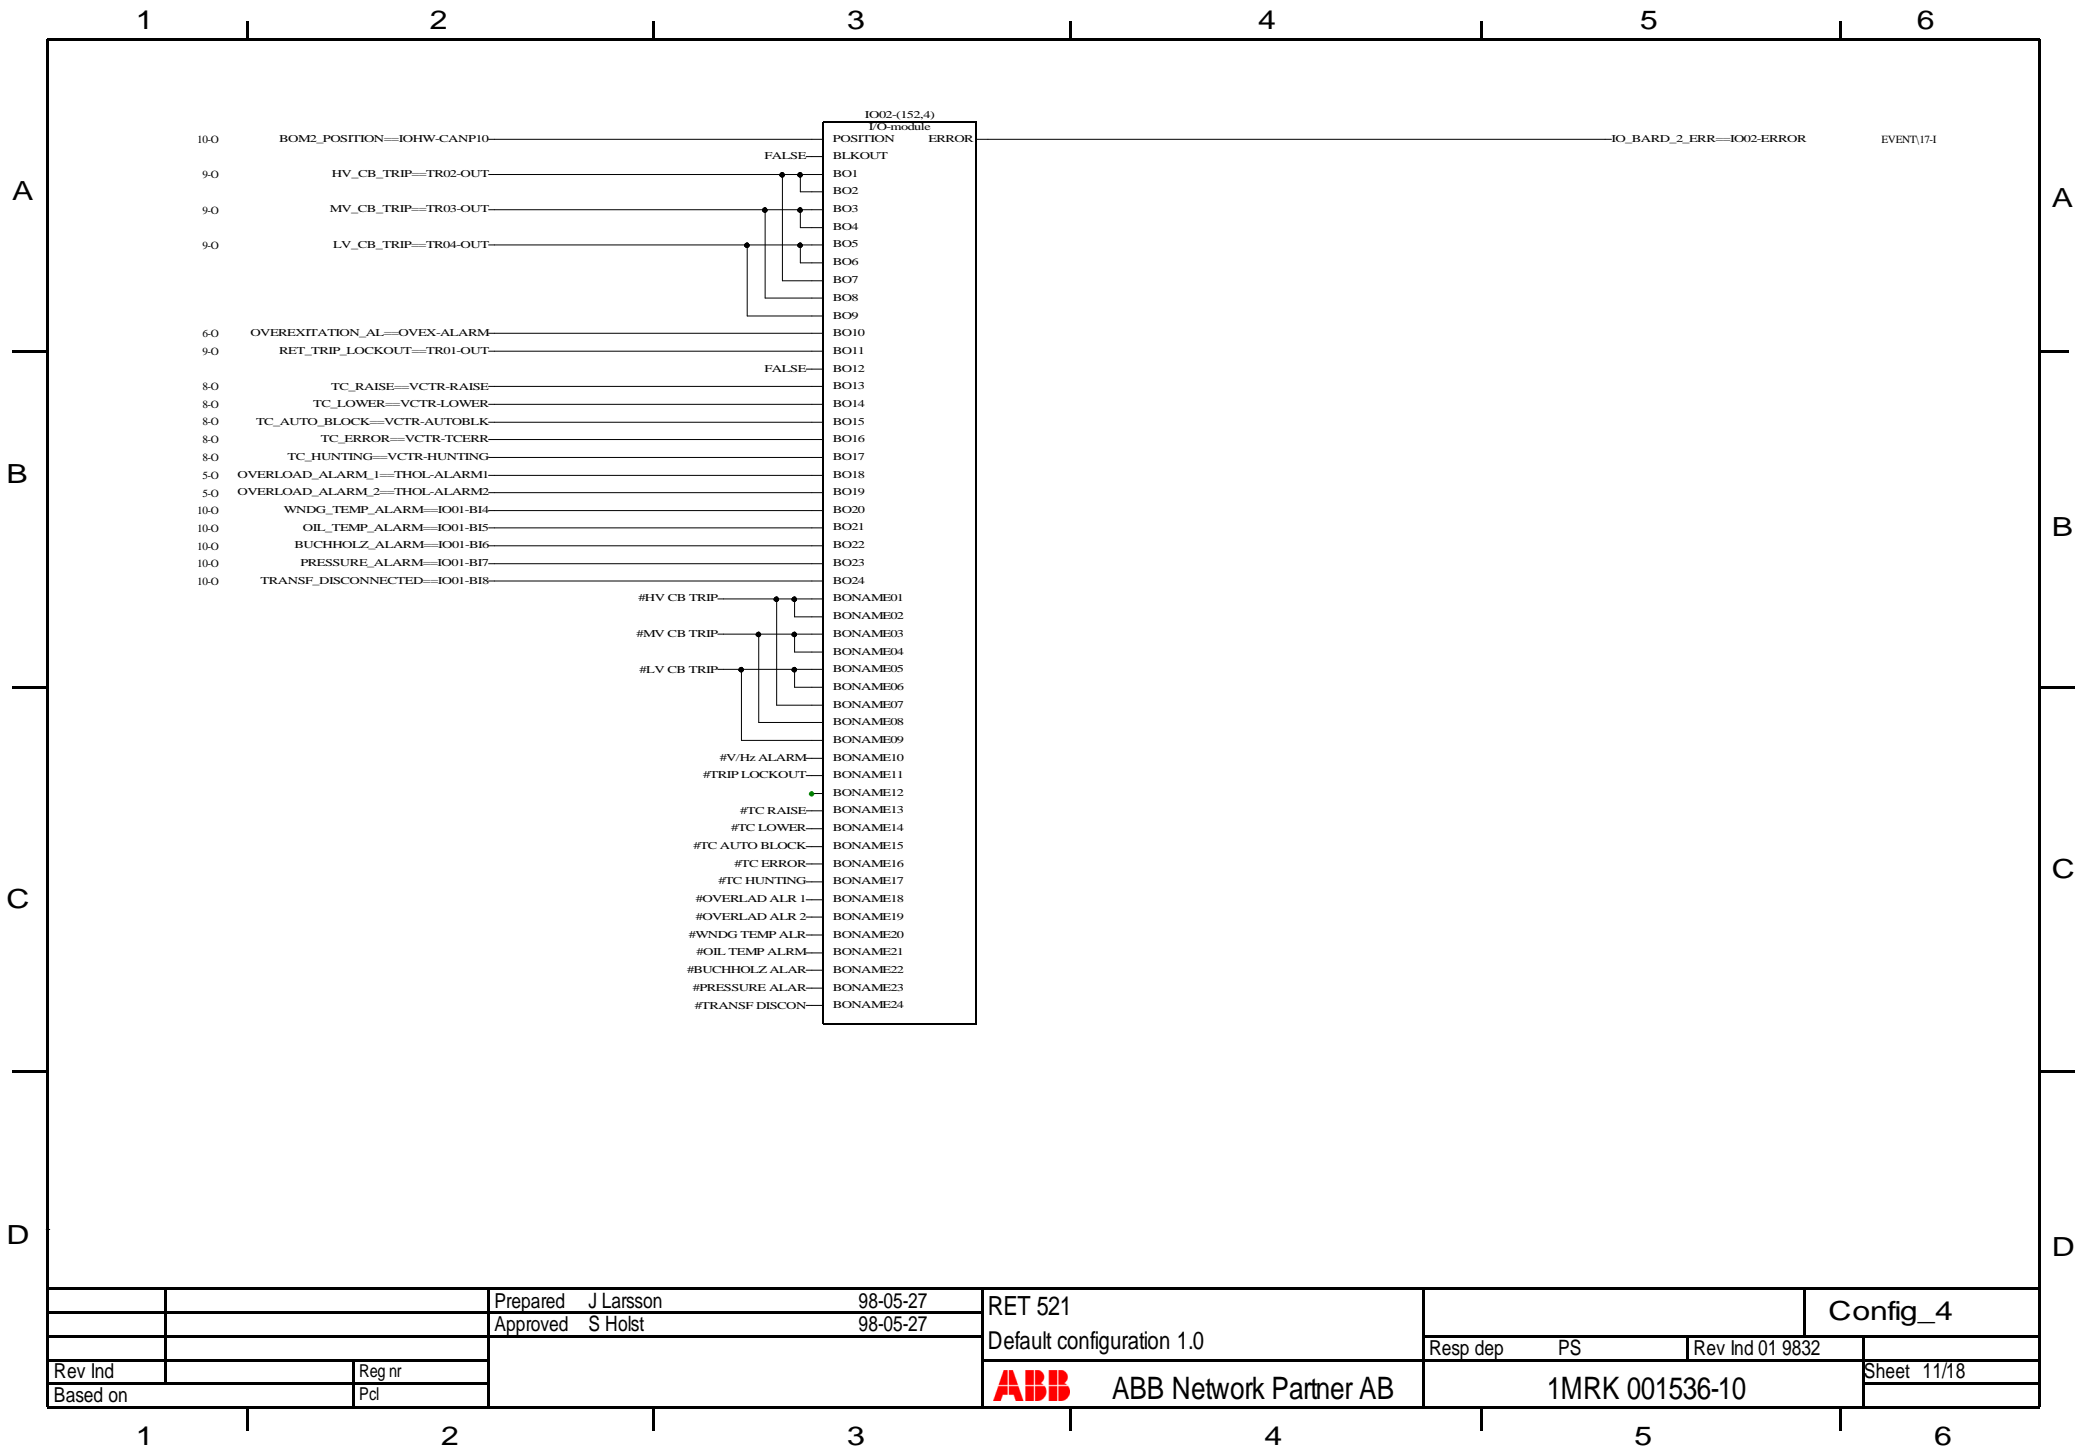 1 2 3 4 5 6
IO02-(152,4)
I/O-module
10-O BOM2_POSITION==IOHW-CANP10 POSITION ERROR IO_BARD_2_ERR==IO02-ERROR EVENT\17-I
FALSE BLKOUT
9-O HV_CB_TRIP==TR02-OUT BO1
A BO2 A
9-O MV_CB_TRIP==TR03-OUT BO3
BO4
9-O LV_CB_TRIP==TR04-OUT BO5
BO6
BO7
BO8
BO9
6-O OVEREXITATION_AL==OVEX-ALARM BO10
9-O RET_TRIP_LOCKOUT==TR01-OUT BO11
FALSE BO12
8-O TC_RAISE==VCTR-RAISE BO13
8-O TC_LOWER==VCTR-LOWER BO14
8-O TC_AUTO_BLOCK==VCTR-AUTOBLK BO15
8-O TC_ERROR==VCTR-TCERR BO16
8-O TC_HUNTING==VCTR-HUNTING BO17
B 5-O OVERLOAD_ALARM_1==THOL-ALARM1 BO18
5-O OVERLOAD_ALARM_2==THOL-ALARM2 BO19
10-O WNDG_TEMP_ALARM==IO01-BI4 BO20
10-O OIL_TEMP_ALARM==IO01-BI5 BO21 B
10-O BUCHHOLZ_ALARM==IO01-BI6 BO22
10-O PRESSURE_ALARM==IO01-BI7 BO23
10-O TRANSF_DISCONNECTED==IO01-BI8 BO24
#HV CB TRIP BONAME01
BONAME02
#MV CB TRIP BONAME03
BONAME04
#LV CB TRIP BONAME05
BONAME06
BONAME07
BONAME08
BONAME09
#V/Hz ALARM BONAME10
#TRIP LOCKOUT BONAME11
BONAME12
#TC RAISE BONAME13
#TC LOWER BONAME14
#TC AUTO BLOCK BONAME15
#TC ERROR BONAME16 C
#TC HUNTING BONAME17
C #OVERLAD ALR 1 BONAME18
#OVERLAD ALR 2 BONAME19
#WNDG TEMP ALR BONAME20
#OIL TEMP ALRM BONAME21
#BUCHHOLZ ALAR BONAME22
#PRESSURE ALAR BONAME23
#TRANSF DISCON BONAME24
D D
Prepared J Larsson 98-05-27 RET 521 Config_4
Approved S Holst 98-05-27
Default configuration 1.0
Resp dep PS Rev Ind 01 9832
Rev Ind Reg nr Sheet 11/18
Based on Pcl ABB ABB Network Partner AB 1MRK 001536-10
1 2 3 4 5 6